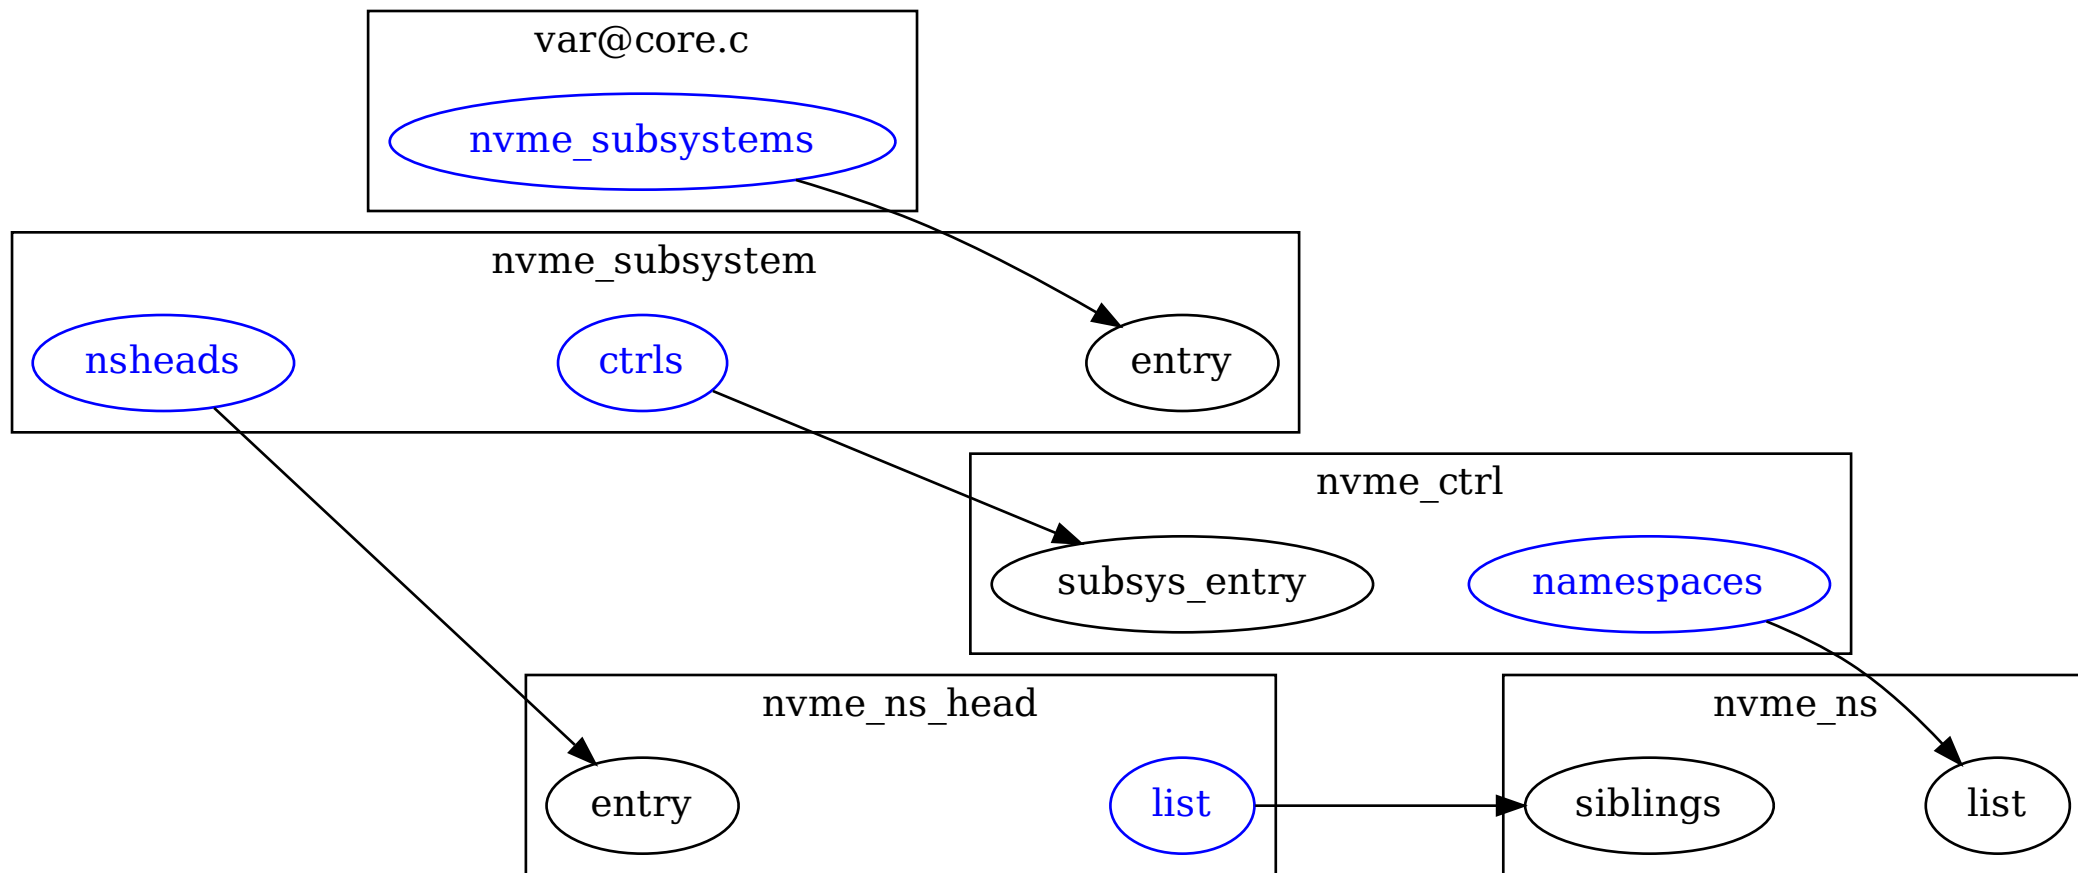 var@core.c
nvme_subsystems
nvme_subsystem
nsheads
ctrls
entry
nvme_ctrl
subsys_entry
namespaces
nvme_ns_head
entry
list
nvme_ns
siblings
list